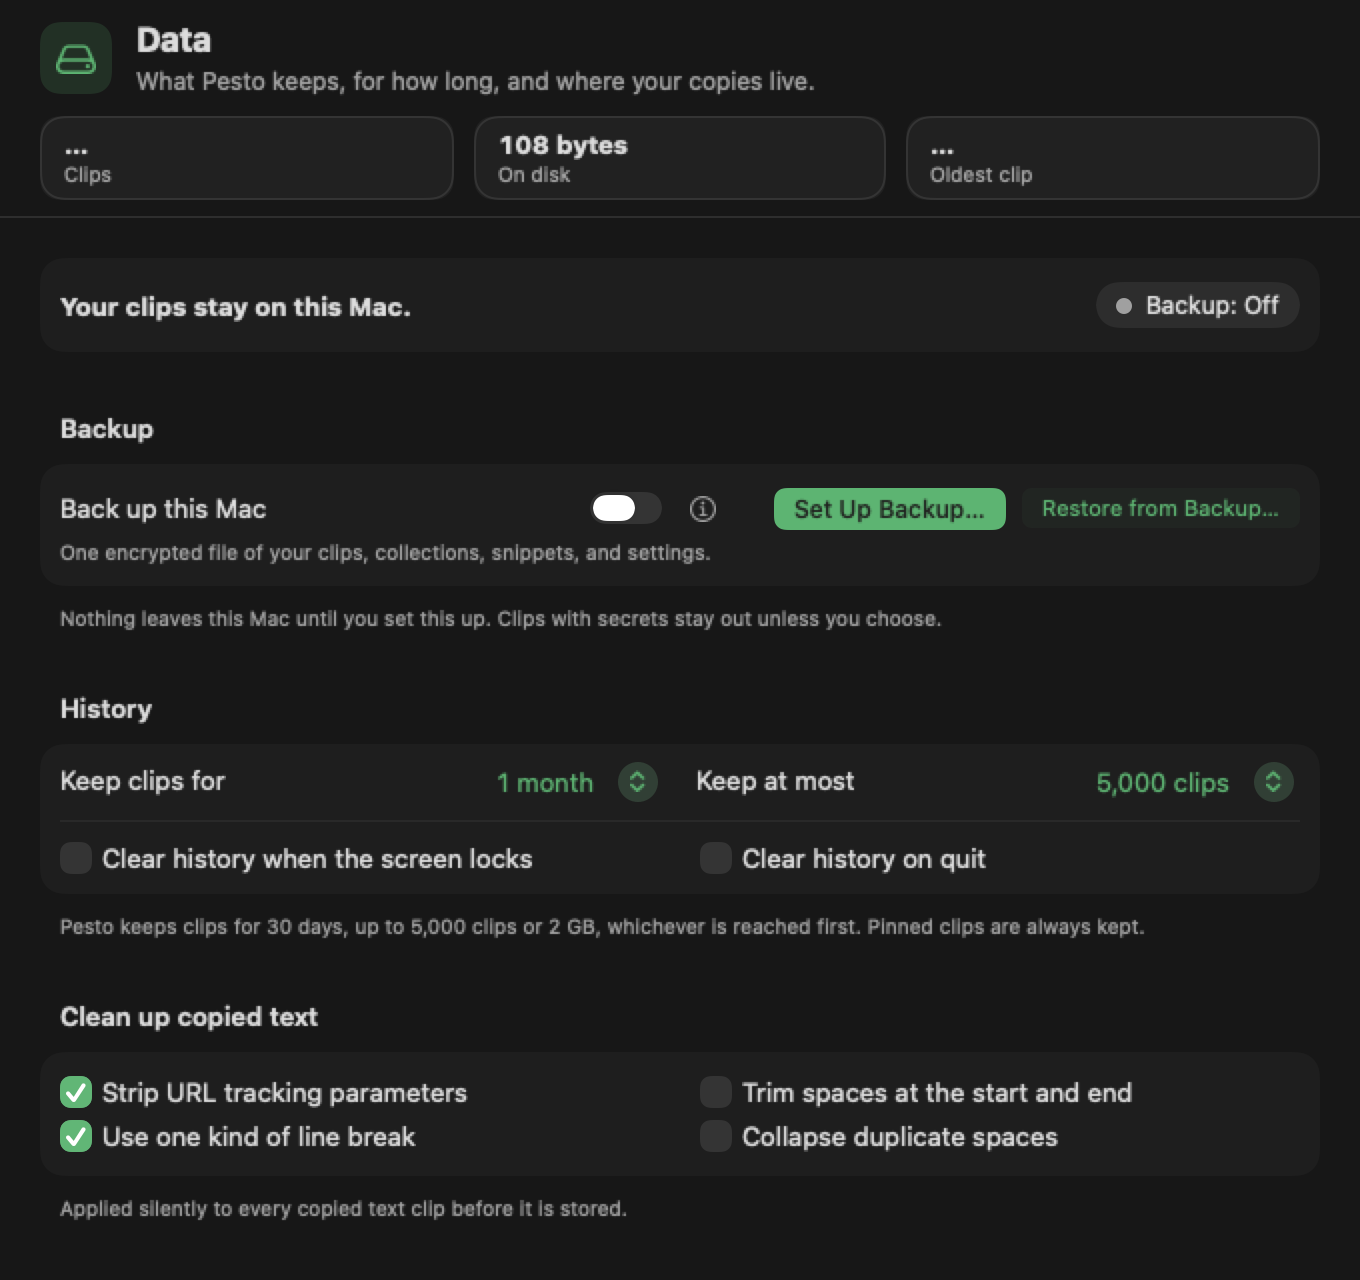 Data
What Pesto keeps, for how long, and where your copies live.
...
Clips
108 bytes
On disk
...
Oldest clip
Your clips stay on this Mac.
Backup: Off
Backup
Back up this Mac
Set Up Backup...
Restore from Backup...
One encrypted file of your clips, collections, snippets, and settings.
Nothing leaves this Mac until you set this up. Clips with secrets stay out unless you choose.
History
Keep clips for
1 month
Keep at most
5,000 clips
Clear history when the screen locks
Clear history on quit
Pesto keeps clips for 30 days, up to 5,000 clips or 2 GB, whichever is reached first. Pinned clips are always kept.
Clean up copied text
Strip URL tracking parameters
Trim spaces at the start and end
Use one kind of line break
Collapse duplicate spaces
Applied silently to every copied text clip before it is stored.